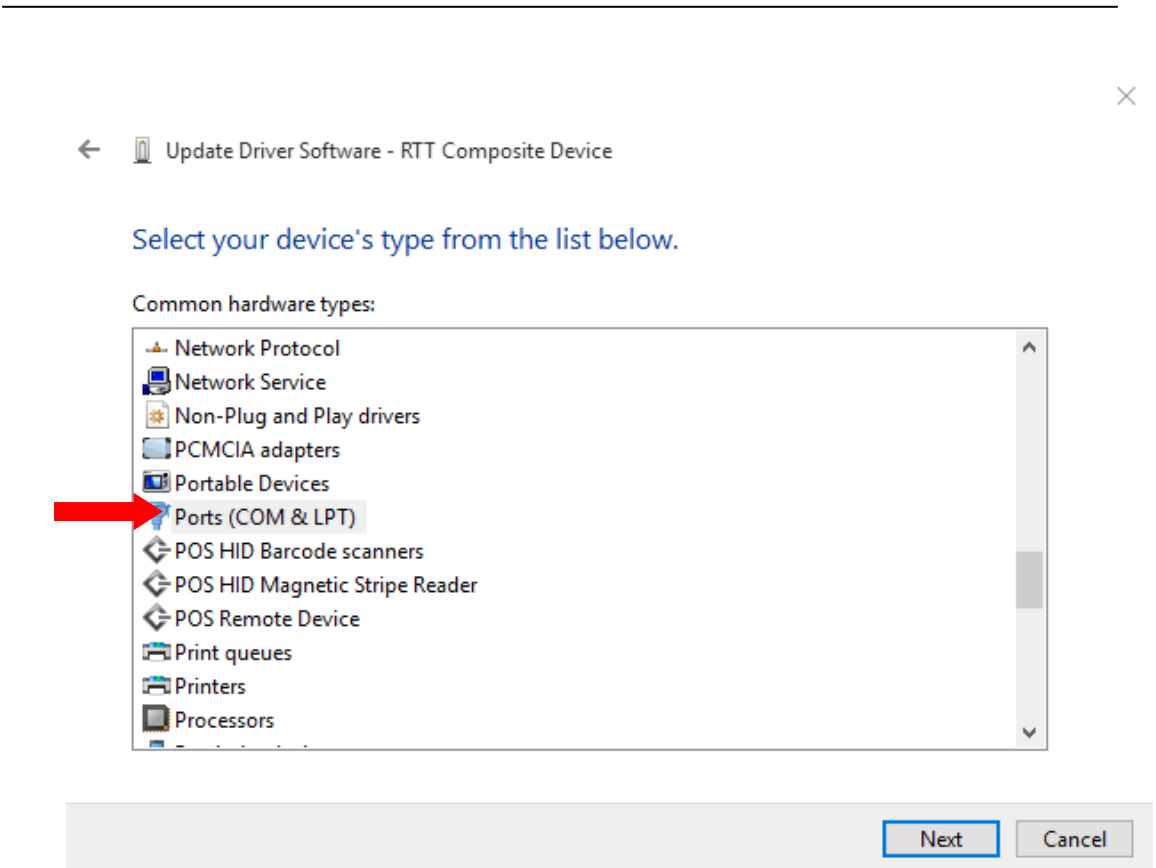 Update Driver Software - RTT Composite Device
Select your device's type from the list below.
Common hardware types:
Network Protocol
Network Service
Non-Plug and Play drivers
PCMCIA adapters
Portable Devices
Ports (COM & LPT)
POS HID Barcode scanners
POS HID Magnetic Stripe Reader
POS Remote Device
Print queues
Printers
Processors
Next Cancel